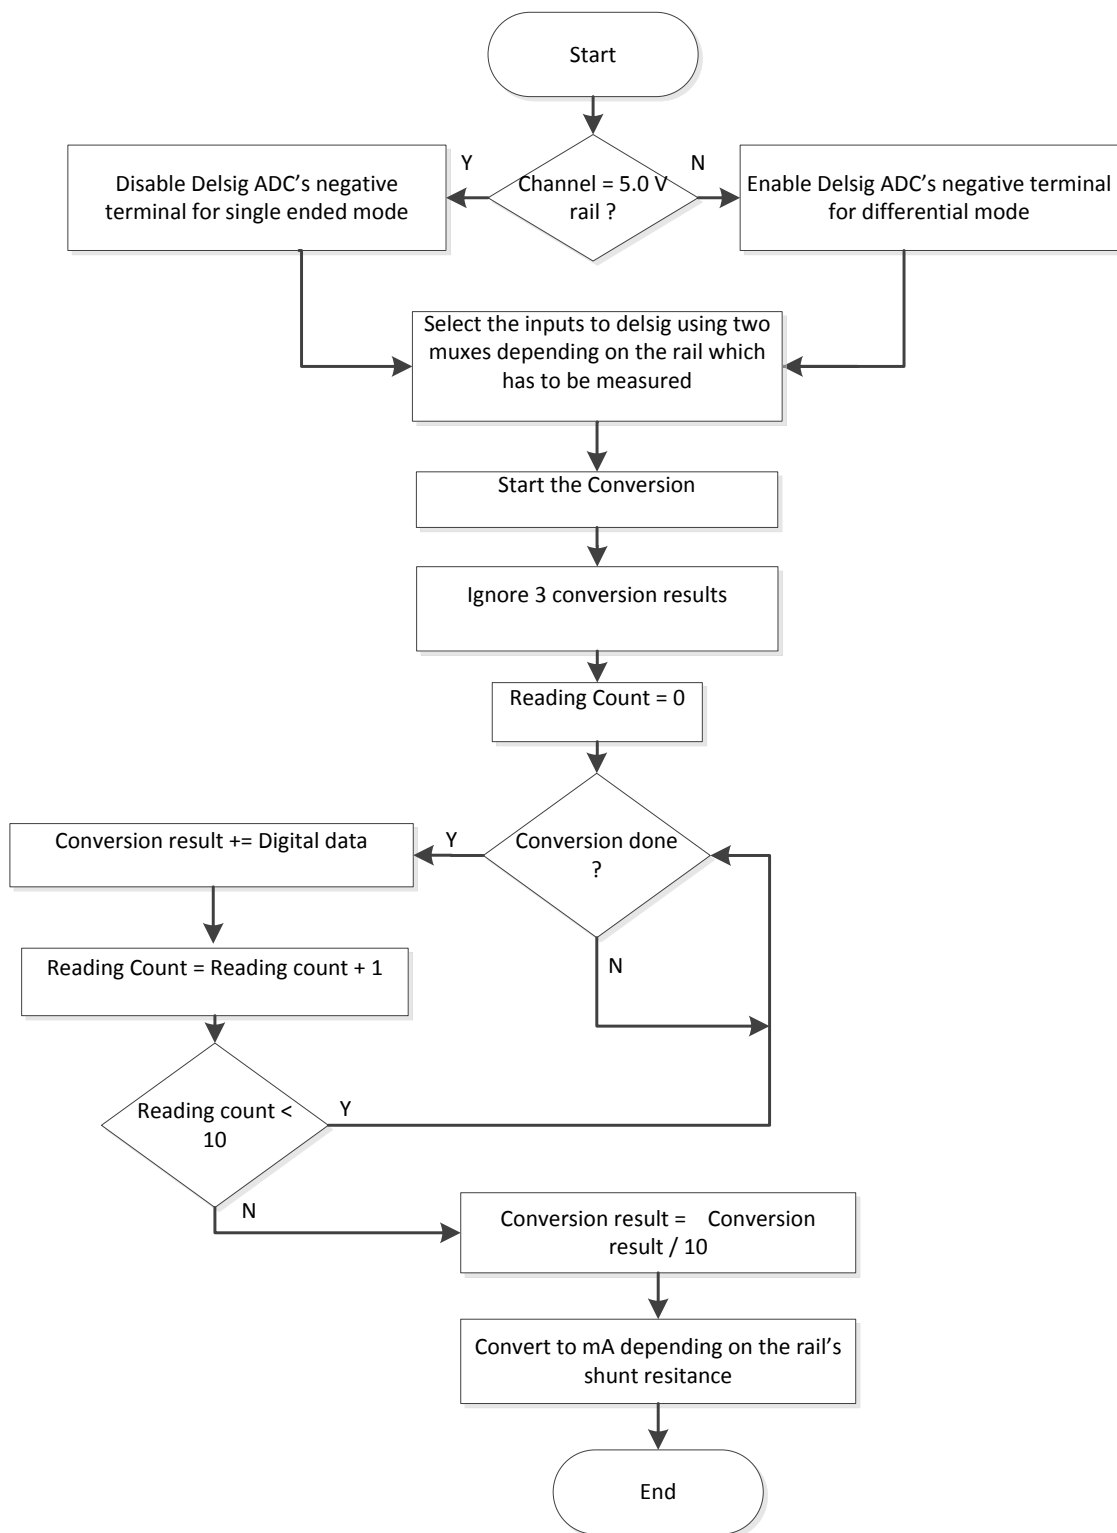 Start
Channel = 5.0 V
rail ?
Y
N
Disable Delsig ADC's negative
terminal for single ended mode
Enable Delsig ADC's negative terminal
for differential mode
Select the inputs to delsig using two
muxes depending on the rail which
has to be measured
Start the Conversion
Ignore 3 conversion results
Reading Count = 0
Conversion done
?
Y
N
Conversion result += Digital data
Reading Count = Reading count + 1
Reading count <
10
Y
N
Conversion result =    Conversion
result / 10
Convert to mA depending on the rail's
shunt resitance
End